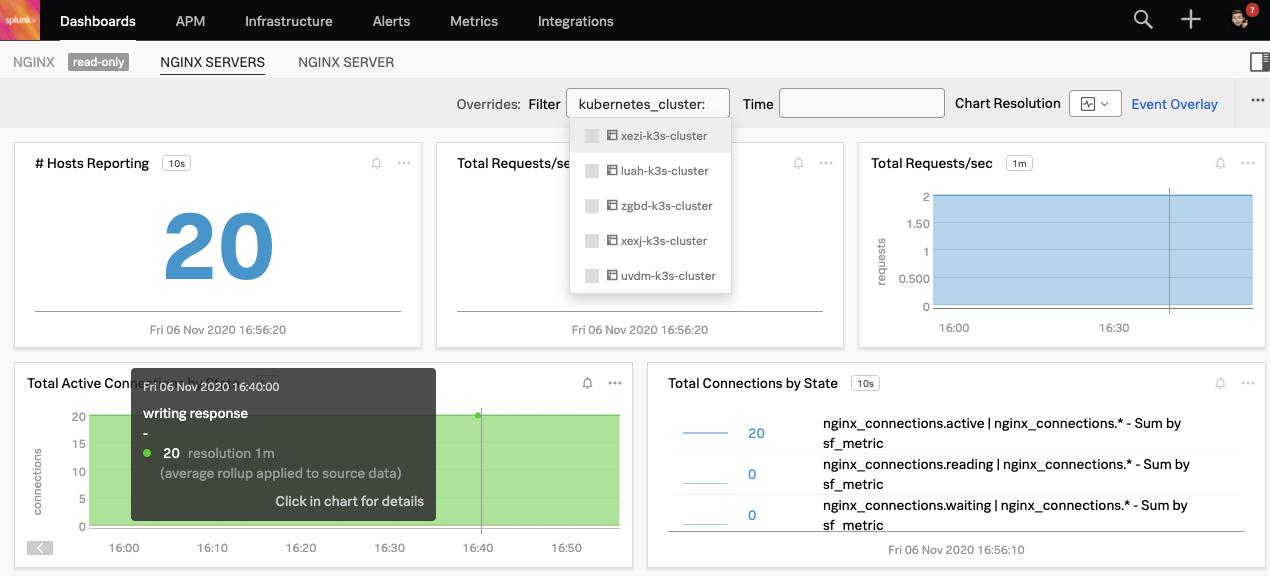 splunk>
Dashboards APM Infrastructure Alerts Metrics Integrations 7
NGINX read-only NGINX SERVERS NGINX SERVER
Overrides: Filter kubernetes_cluster: Time Chart Resolution Event Overlay
xezi-k3s-cluster
luah-k3s-cluster
zgbd-k3s-cluster
xexj-k3s-cluster
uvdm-k3s-cluster
# Hosts Reporting 10s
20
Fri 06 Nov 2020 16:56:20
Total Requests/se
Fri 06 Nov 2020 16:56:20
Total Requests/sec 1m
requests
2
1.50
1
0.500
0
16:00 16:30
Total Active Connections by State
connections
20
15
10
5
0
16:00 16:10 16:20 16:30 16:40 16:50
Fri 06 Nov 2020 16:40:00
writing response
-
20 resolution 1m
(average rollup applied to source data)
Click in chart for details
Total Connections by State 10s
20 nginx_connections.active | nginx_connections.* - Sum by
sf_metric
0 nginx_connections.reading | nginx_connections.* - Sum by
sf_metric
0 nginx_connections.waiting | nginx_connections.* - Sum by
sf_metric
Fri 06 Nov 2020 16:56:10